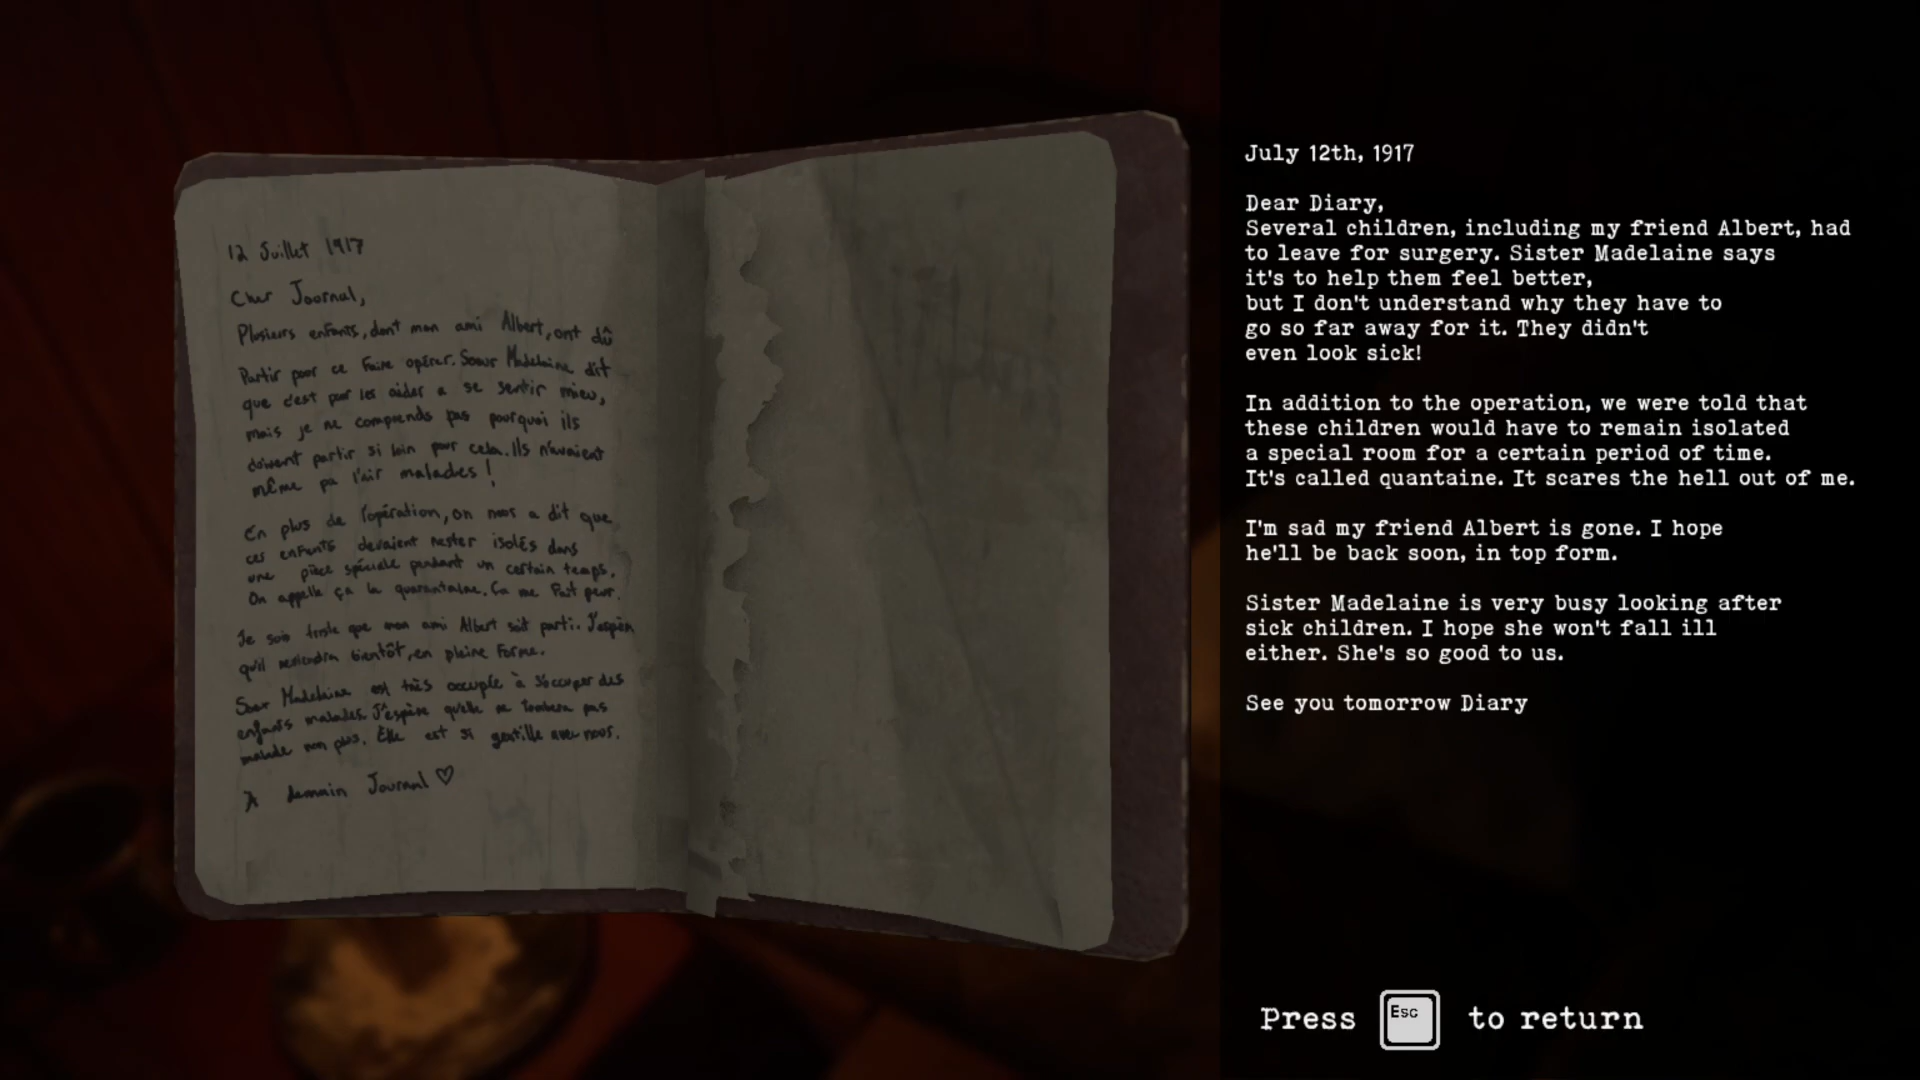 12 Juillet 1917
Cher Journal,
Plusieurs enfants, dont mon ami Albert, ont dû
Partir pour ce faire opérer. Soeur Madelaine dit
que c'est pour les aider a se sentir mieu,
mais je ne comprends pas pourquoi ils
doivent partir si loin pour cela. Ils n'avaient
même pa l'air malades !
En plus de l'opération, on nous a dit que
ces enfants devaient rester isolés dans
une pièce spéciale pendant un certain temps.
On appelle ça la quarantaine. Ca me fait peur.
Je suis triste que mon ami Albert soit parti. J'espère
qu'il reviendra bientôt, en pleine forme.
Soeur Madelaine est très occupée à s'occuper des
enfants malades. J'espère qu'elle ne tombera pas
malade non plus. Elle est si gentille avec nous.
À demain Journal ♡
July 12th, 1917
Dear Diary,
Several children, including my friend Albert, had
to leave for surgery. Sister Madelaine says
it's to help them feel better,
but I don't understand why they have to
go so far away for it. They didn't
even look sick!
In addition to the operation, we were told that
these children would have to remain isolated
a special room for a certain period of time.
It's called quantaine. It scares the hell out of me.
I'm sad my friend Albert is gone. I hope
he'll be back soon, in top form.
Sister Madelaine is very busy looking after
sick children. I hope she won't fall ill
either. She's so good to us.
See you tomorrow Diary
Press Esc to return